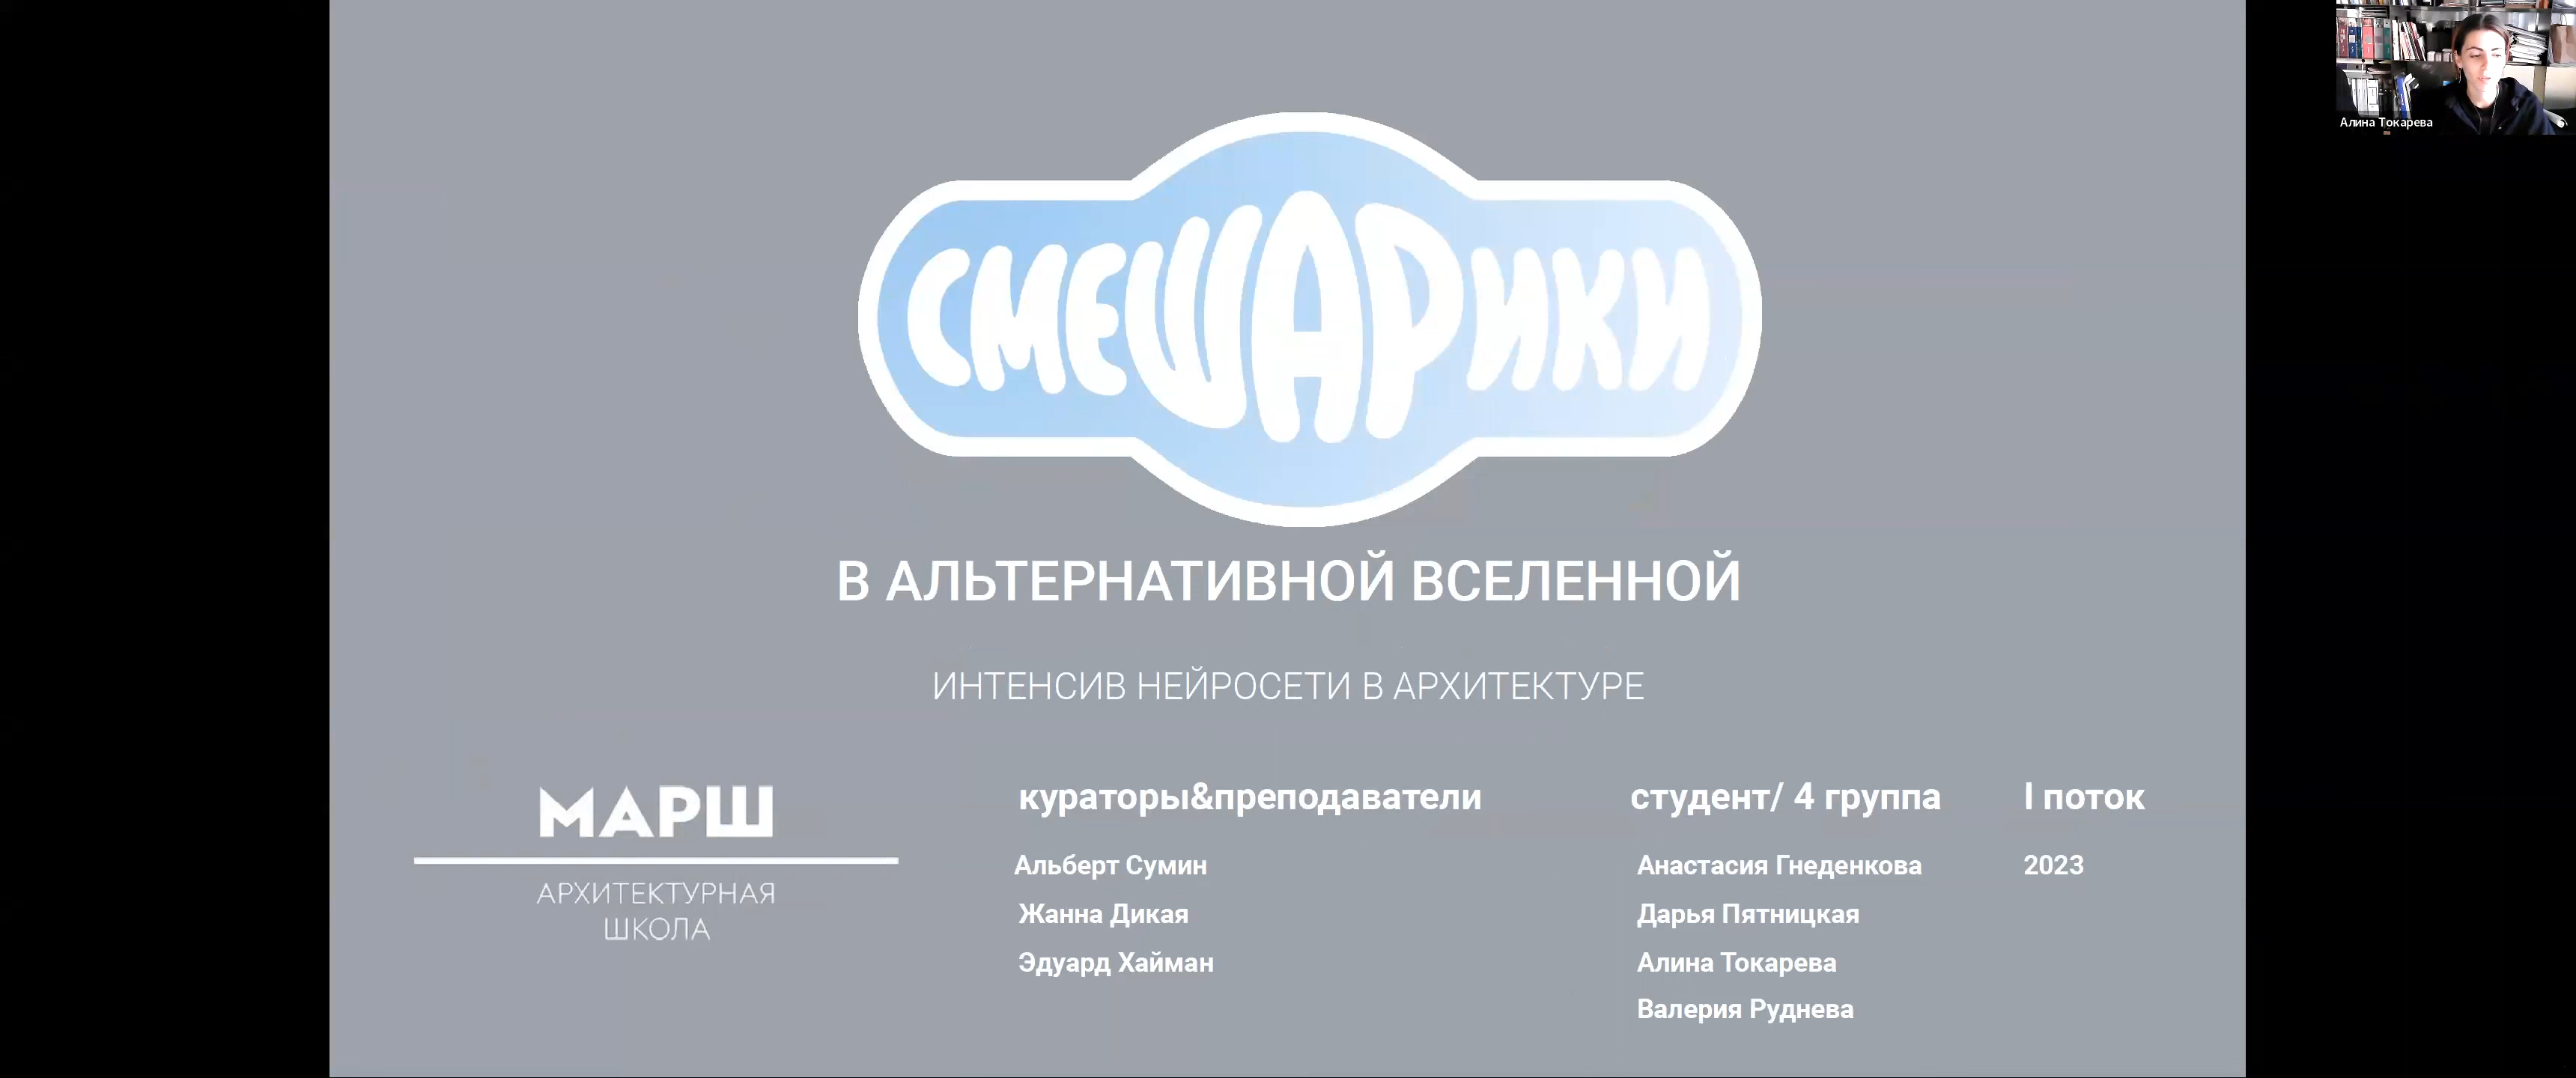 СМЕШАРИКИ
В АЛЬТЕРНАТИВНОЙ ВСЕЛЕННОЙ
ИНТЕНСИВ НЕЙРОСЕТИ В АРХИТЕКТУРЕ
МАРШ
АРХИТЕКТУРНАЯ
ШКОЛА
кураторы&преподаватели
Альберт Сумин
Жанна Дикая
Эдуард Хайман
студент/ 4 группа
Анастасия Гнеденкова
Дарья Пятницкая
Алина Токарева
Валерия Руднева
I поток
2023
Алина Токарева